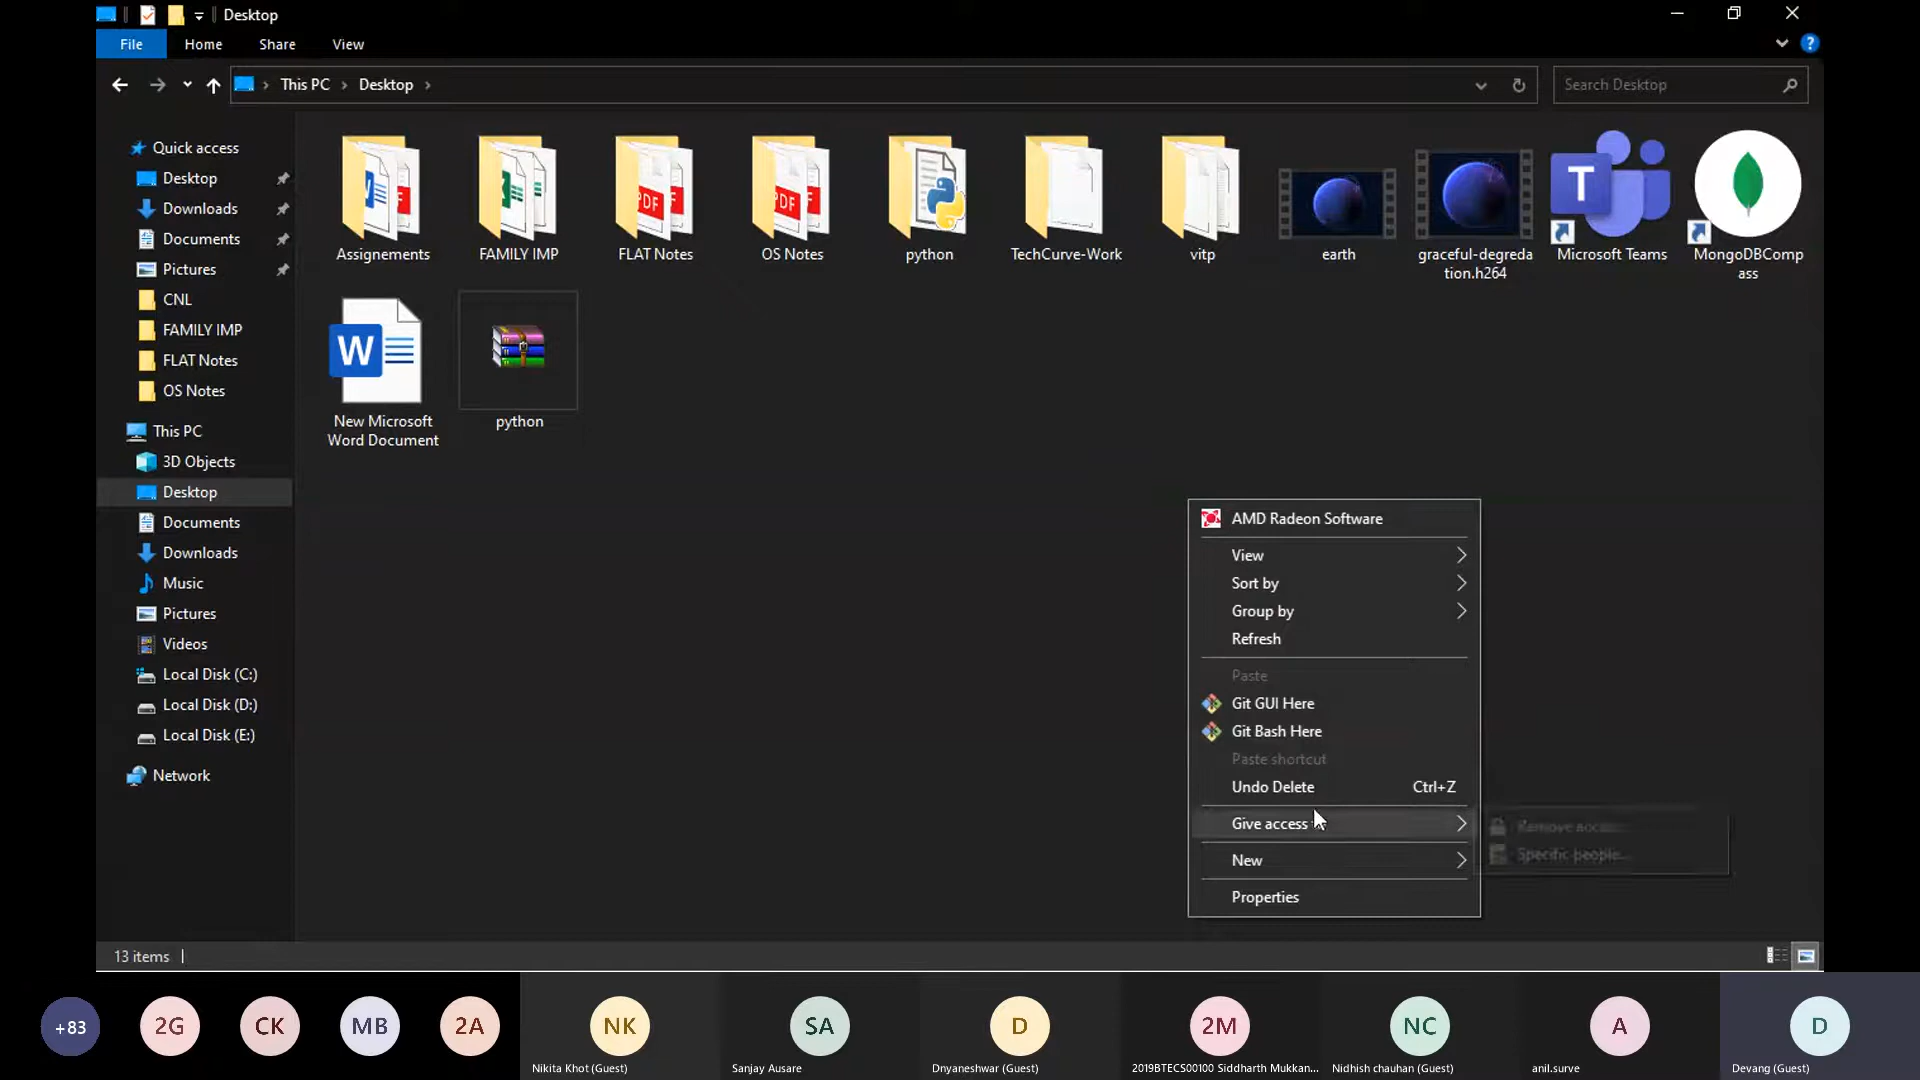 Desktop
File Home Share View
This PC Desktop
Search Desktop
Quick access
Desktop
Downloads
Documents
Pictures
CNL
FAMILY IMP
FLAT Notes
OS Notes
This PC
3D Objects
Desktop
Documents
Downloads
Music
Pictures
Videos
Local Disk (C:)
Local Disk (D:)
Local Disk (E:)
Network
Assignements
FAMILY IMP
FLAT Notes
OS Notes
python
TechCurve-Work
vitp
earth
graceful-degreda
tion.h264
Microsoft Teams
MongoDBComp
ass
New Microsoft
Word Document
python
AMD Radeon Software
View
Sort by
Group by
Refresh
Paste
Git GUI Here
Git Bash Here
Paste shortcut
Undo Delete Ctrl+Z
Give access
New
Properties
Remove
Specific people...
13 items
+83
2G
CK
MB
2A
NK
Nikita Khot (Guest)
SA
Sanjay Ausare
D
Dnyaneshwar (Guest)
2M
2019BTECS00100 Siddharth Mukkan...
NC
Nidhish chauhan (Guest)
A
anil.surve
D
Devang (Guest)